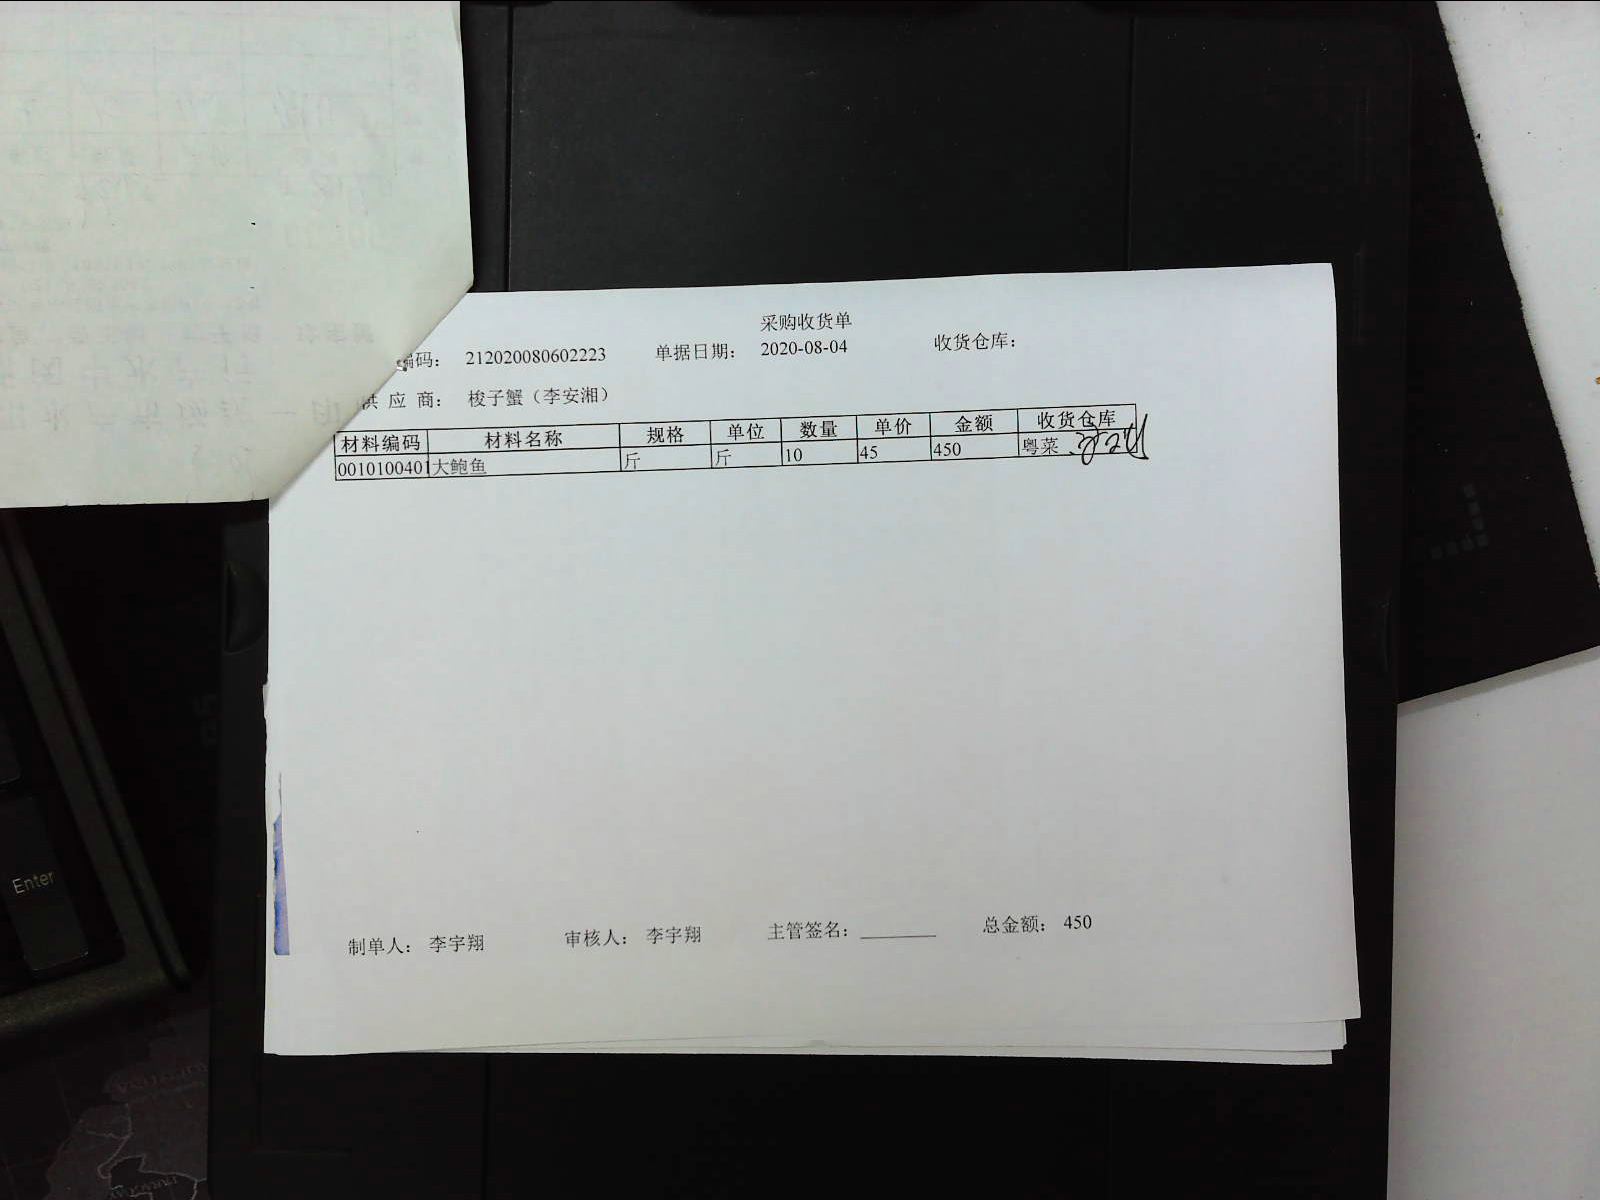 采购收货单
编码： 212020080602223 单据日期： 2020-08-04 收货仓库：
供 应 商： 梭子蟹（李安湘）
材料编码 材料名称 规格 单位 数量 单价 金额 收货仓库
0010100401 大鲍鱼 斤 斤 10 45 450 粤菜
制单人： 李宇翔 审核人： 李宇翔 主管签名： 总金额： 450
Enter